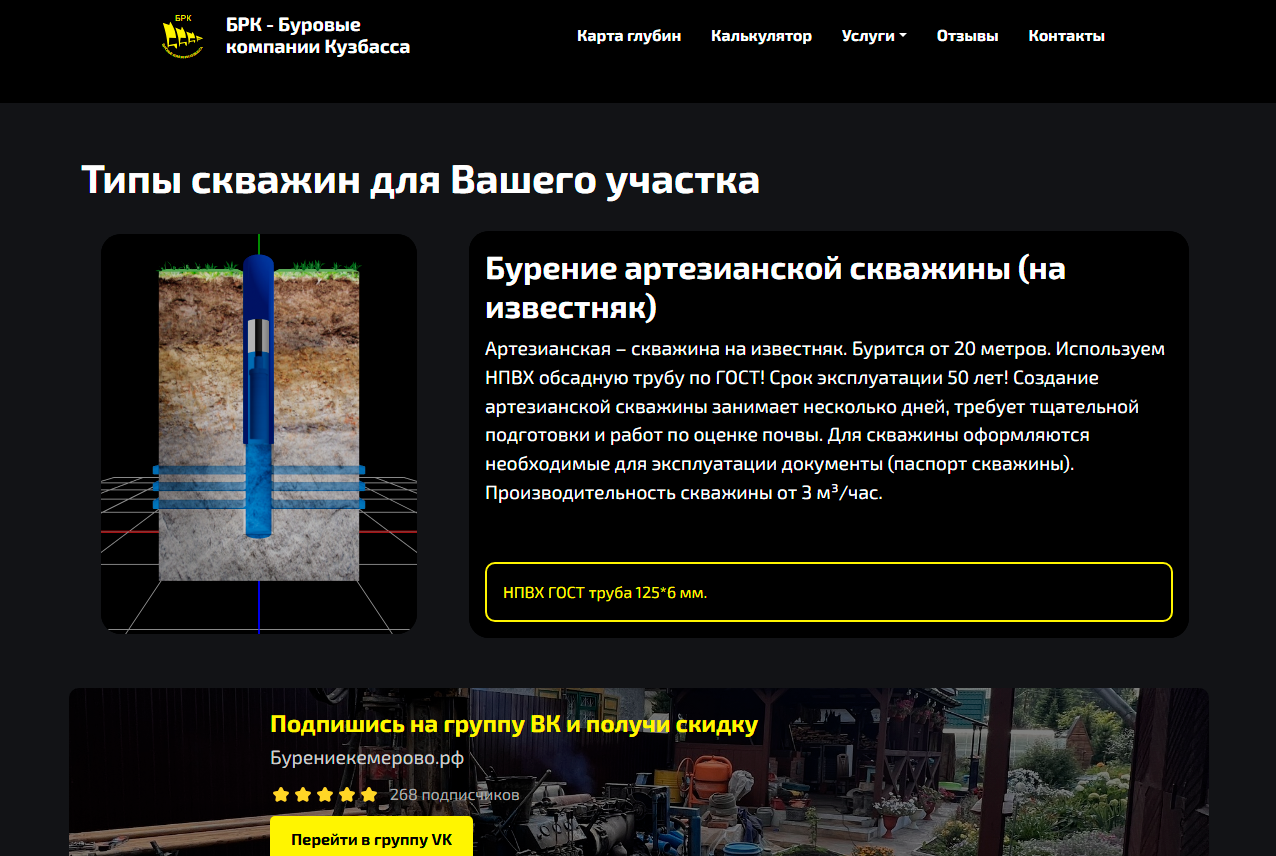 БРК
БРК - Буровые
компании Кузбасса
Карта глубин
Калькулятор
Услуги
Отзывы
Контакты
Типы скважин для Вашего участка
Бурение артезианской скважины (на
известняк)
Артезианская – скважина на известняк. Бурится от 20 метров. Используем
НПВХ обсадную трубу по ГОСТ! Срок эксплуатации 50 лет! Создание
артезианской скважины занимает несколько дней, требует тщательной
подготовки и работ по оценке почвы. Для скважины оформляются
необходимые для эксплуатации документы (паспорт скважины).
Производительность скважины от 3 м³/час.
НПВХ ГОСТ труба 125*6 мм.
Подпишись на группу ВК и получи скидку
Бурениекемерово.рф
268 подписчиков
Перейти в группу VK